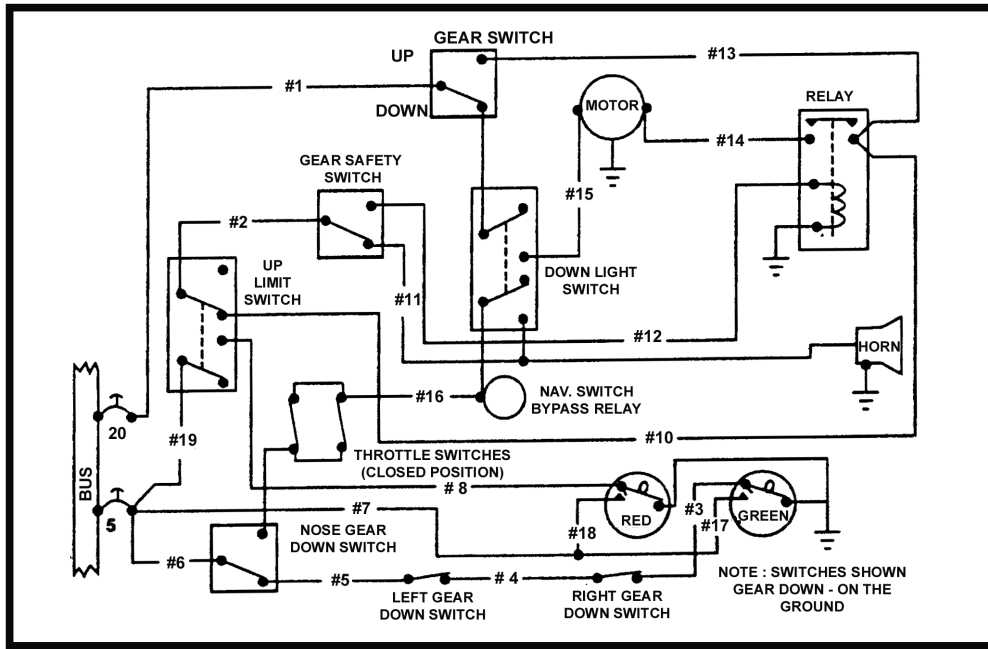 GEAR SWITCH
UP
DOWN
#1
#13
MOTOR
RELAY
#14
GEAR SAFETY
SWITCH
#15
#2
UP
LIMIT
SWITCH
#11
DOWN LIGHT
SWITCH
#12
HORN
#16
NAV. SWITCH
BYPASS RELAY
20
#19
#10
THROTTLE SWITCHES
(CLOSED POSITION)
BUS
# 8
5
#7
#18
RED
#3
#17
GREEN
NOSE GEAR
DOWN SWITCH
#6
#5
# 4
LEFT GEAR
DOWN SWITCH
RIGHT GEAR
DOWN SWITCH
NOTE : SWITCHES SHOWN
GEAR DOWN - ON THE
GROUND